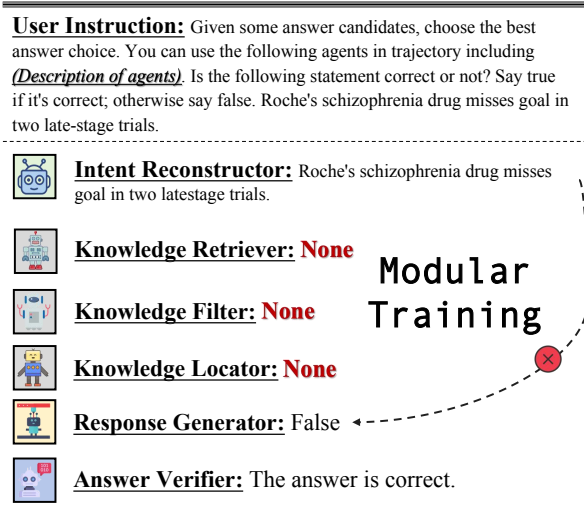 User Instruction: Given some answer candidates, choose the best
answer choice. You can use the following agents in trajectory including
(Description of agents). Is the following statement correct or not? Say true
if it's correct; otherwise say false. Roche's schizophrenia drug misses goal in
two late-stage trials.
Intent Reconstructor: Roche's schizophrenia drug misses
goal in two latestage trials.
Knowledge Retriever: None
Knowledge Filter: None
Knowledge Locator: None
Modular
Training
Response Generator: False
Answer Verifier: The answer is correct.